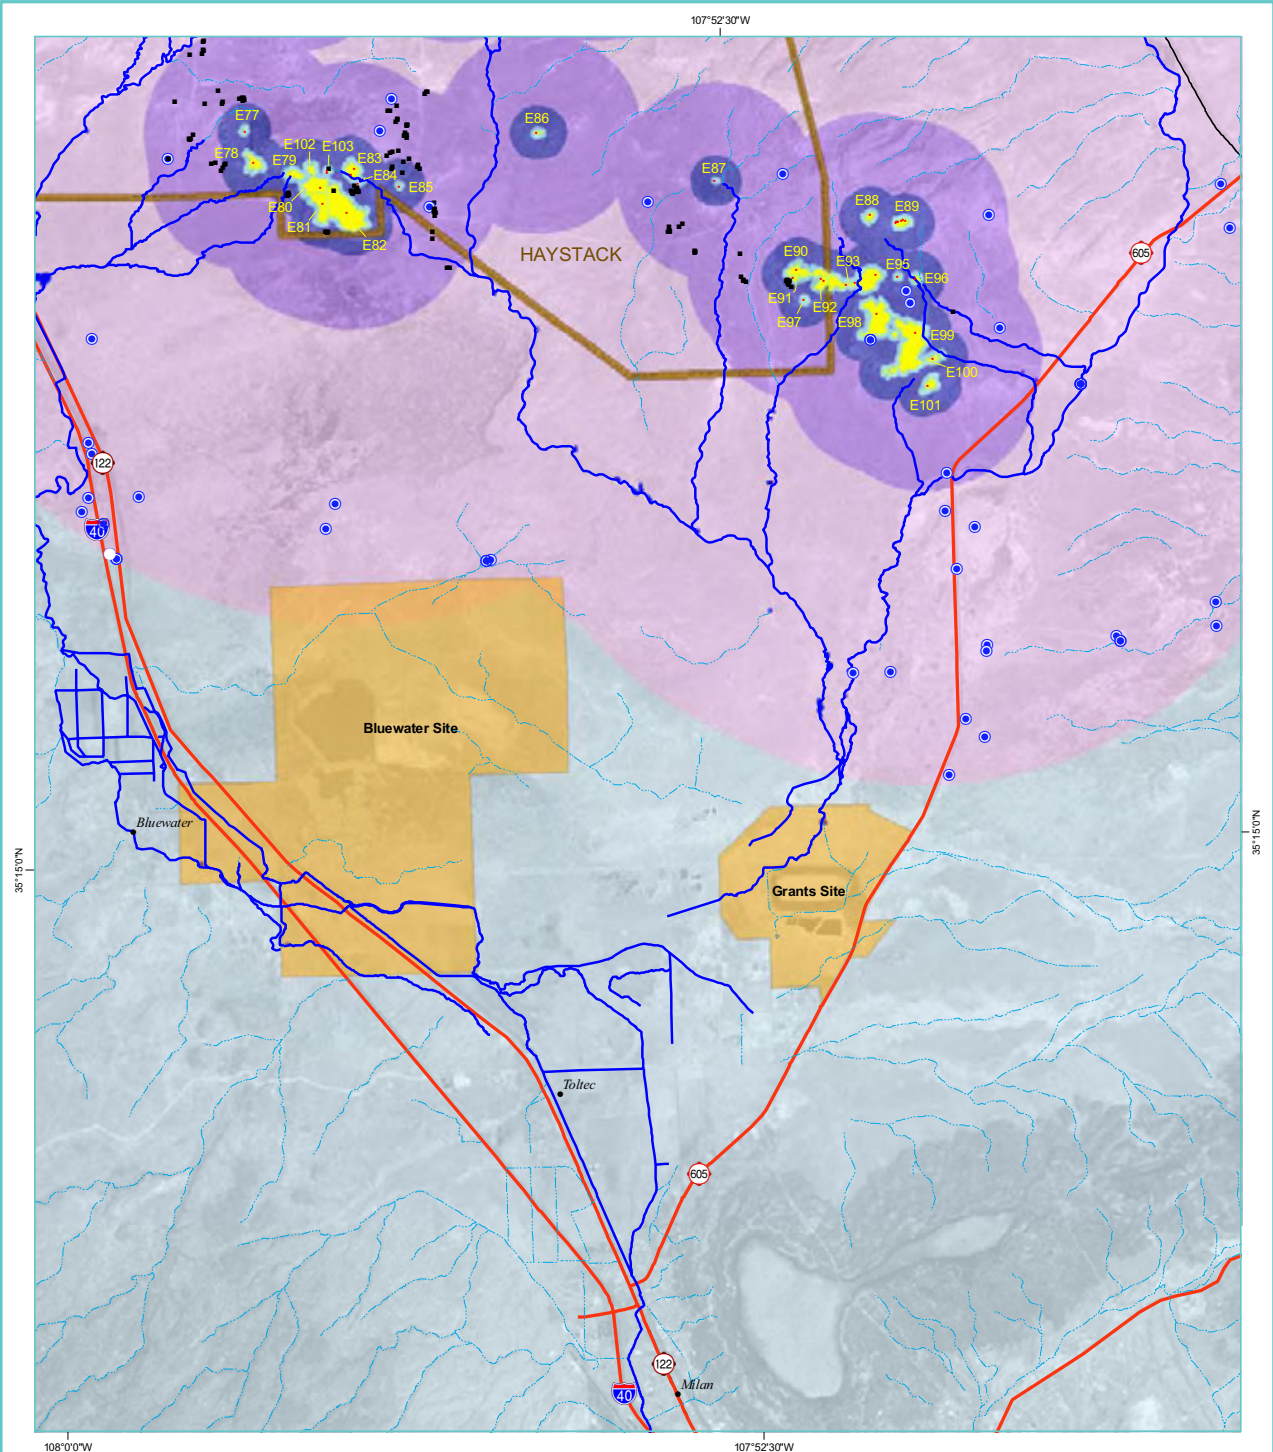 107°52'30"W
E77
E86
E102
E103
E78
E79
E83
E84
E85
E87
E80
E81
E82
E88
E89
HAYSTACK
605
E90
E93
E95
E96
E91
E92
E97
E98
E99
E100
E101
122
40
Bluewater Site
Bluewater
35°15'0"N
35°15'0"N
Grants Site
Toltec
605
122
Milan
40
108°0'0"W
107°52'30"W